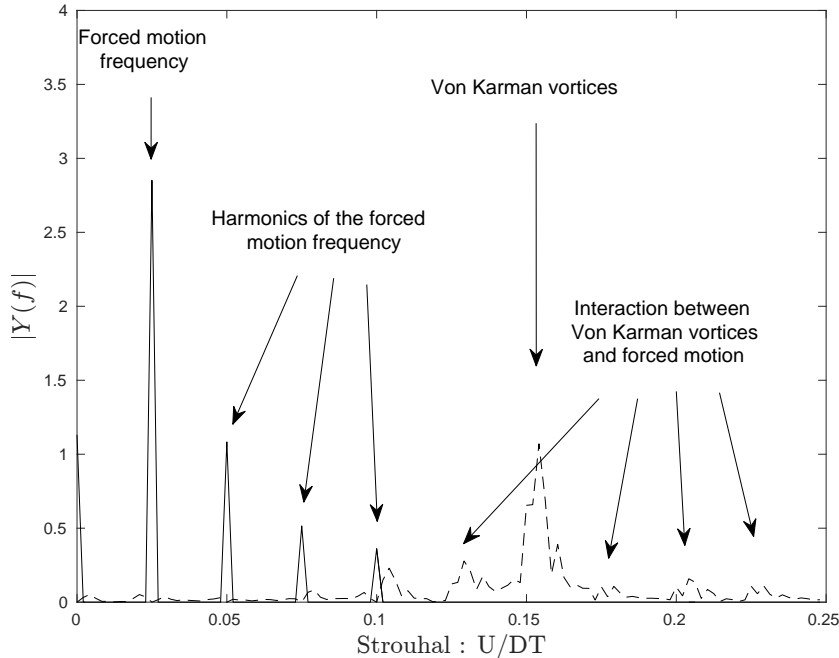 4
3.5
3
2.5
2
1.5
1
0.5
0
|Y(f)|
Forced motion
frequency
Von Karman vortices
Harmonics of the forced
motion frequency
Interaction between
Von Karman vortices
and forced motion
0 0.05 0.1 0.15 0.2 0.25
Strouhal : U/DT